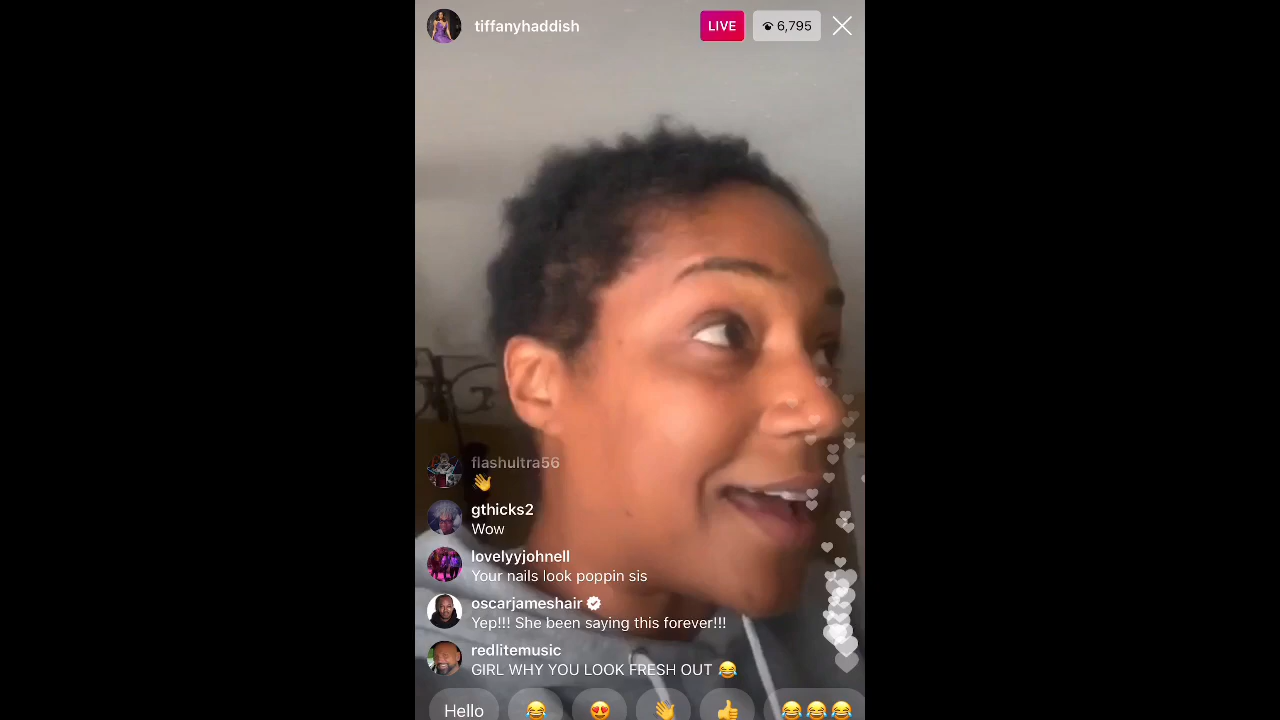 tiffanyhaddish
LIVE
6,795
flashultra56
👋
gthicks2
Wow
lovelyyjohnell
Your nails look poppin sis
oscarjameshair
Yep!!! She been saying this forever!!!
redlitemusic
GIRL WHY YOU LOOK FRESH OUT 😂
Hello 😂 😍 👋 👍 😂😂😂